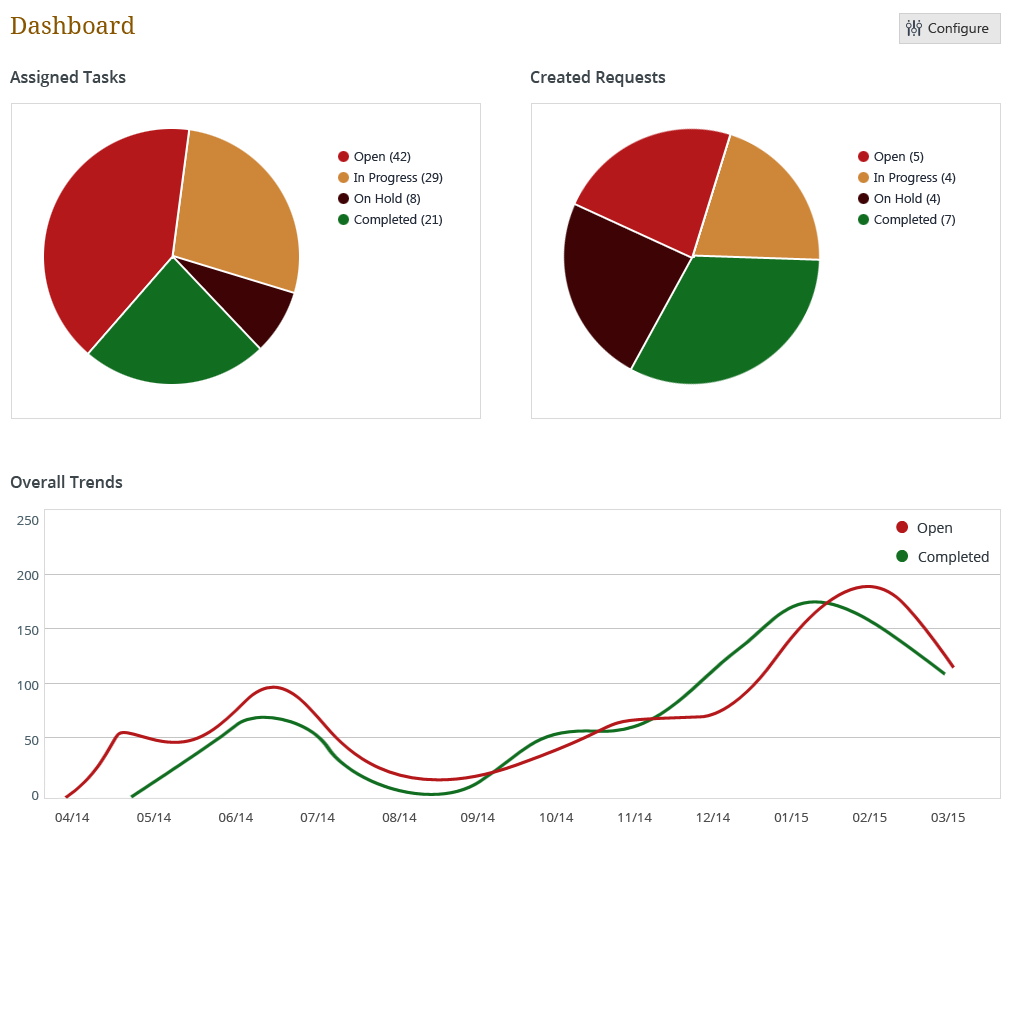 Dashboard
Configure
Assigned Tasks
Open (42)
In Progress (29)
On Hold (8)
Completed (21)
Created Requests
Open (5)
In Progress (4)
On Hold (4)
Completed (7)
Overall Trends
250
200
150
100
50
0
Open
Completed
04/14 05/14 06/14 07/14 08/14 09/14 10/14 11/14 12/14 01/15 02/15 03/15